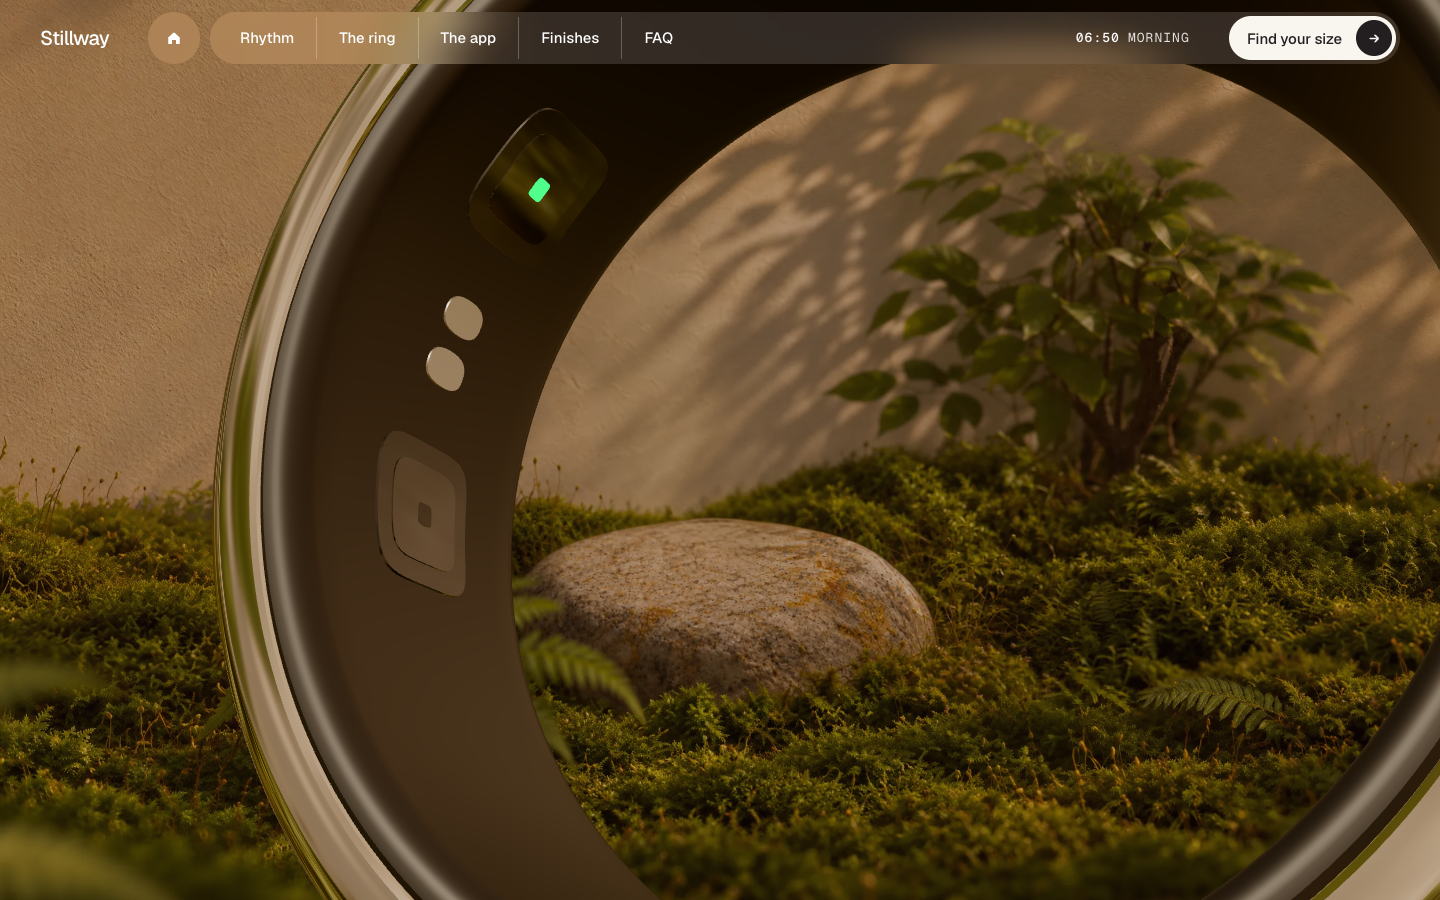 Stillway
Rhythm
The ring
The app
Finishes
FAQ
06:50 MORNING
Find your size